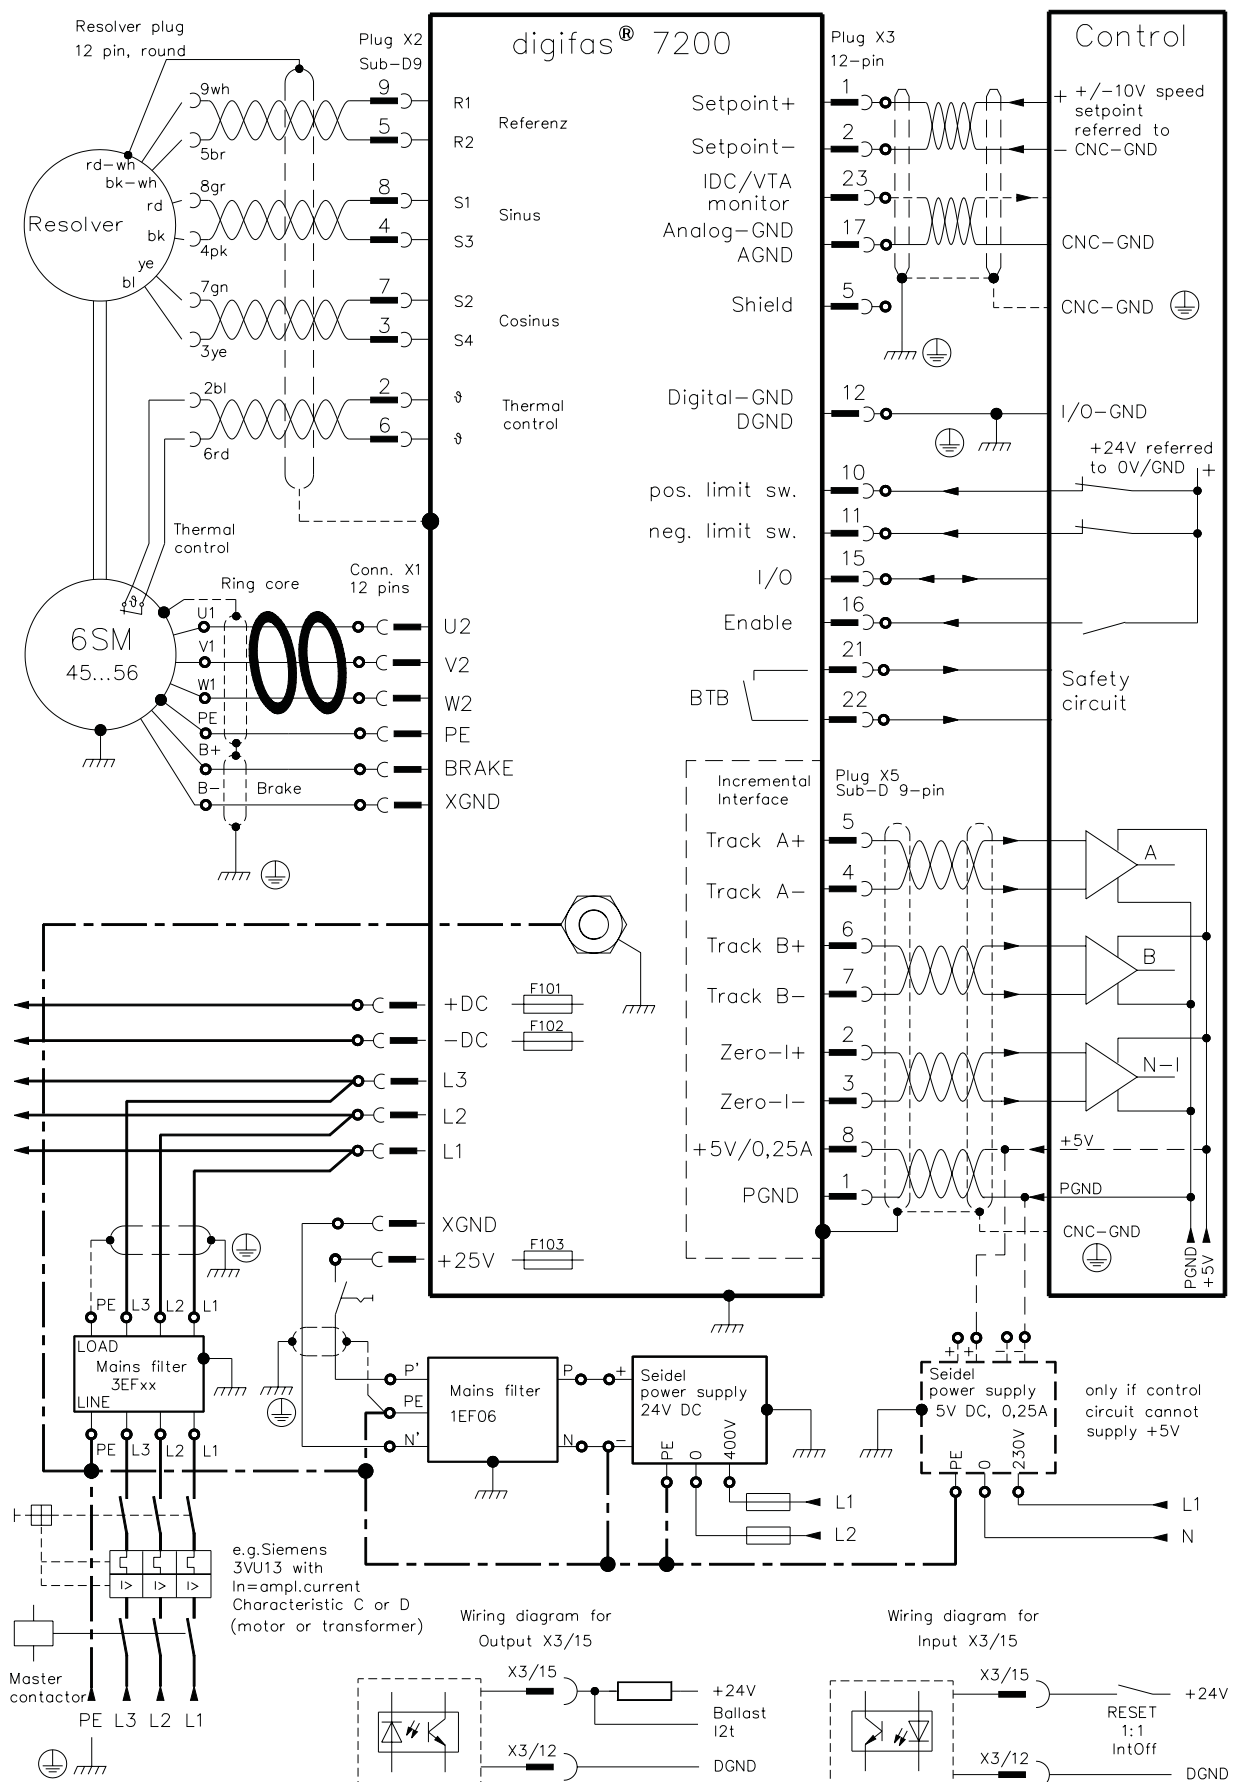 Resolver plug
12 pin, round
Plug X2
Sub-D9
digifas® 7200
Plug X3
12-pin
Control
9wh
9
R1
Referenz
5
R2
5br
rd-wh
bk-wh
8gr
8
S1
Sinus
rd
Resolver
bk
4
S3
4pk
ye
bl
7gn
7
S2
Cosinus
3
S4
3ye
2bl
2
ϑ
Thermal
control
6
ϑ
6rd
Setpoint+
1
+ +/-10V speed
setpoint
referred to
Setpoint-
2
- CNC-GND
IDC/VTA
monitor
23
Analog-GND
AGND
17
CNC-GND
Shield
5
CNC-GND
Digital-GND
DGND
12
I/O-GND
+24V referred
to 0V/GND
+
pos. limit sw.
10
neg. limit sw.
11
I/O
15
Enable
16
BTB
21
22
Safety
circuit
Thermal
control
Ring core
Conn. X1
12 pins
ϑ
6SM
45...56
U1
U2
V1
V2
W1
W2
PE
PE
B+
BRAKE
B-
Brake
XGND
Incremental
Interface
Plug X5
Sub-D 9-pin
Track A+
5
A
Track A-
4
Track B+
6
B
Track B-
7
Zero-I+
2
N-I
Zero-I-
3
+5V/0,25A
8
+5V
PGND
1
PGND
CNC-GND
PGND
+5V
+DC
F101
-DC
F102
L3
L2
L1
XGND
+25V
F103
PE L3 L2 L1
LOAD
Mains filter
3EFxx
LINE
PE L3 L2 L1
P'
PE
N'
Mains filter
1EF06
P
N
+
-
Seidel
power supply
24V DC
PE
0
400V
L1
L2
+ + - -
Seidel
power supply
5V DC, 0,25A
PE
0
230V
only if control
circuit cannot
supply +5V
L1
N
I> I> I>
e.g.Siemens
3VU13 with
In=ampl.current
Characteristic C or D
(motor or transformer)
Master
contactor
PE L3 L2 L1
Wiring diagram for
Output X3/15
X3/15
+24V
Ballast
I2t
X3/12
DGND
Wiring diagram for
Input X3/15
X3/15
+24V
RESET
1:1
IntOff
X3/12
DGND